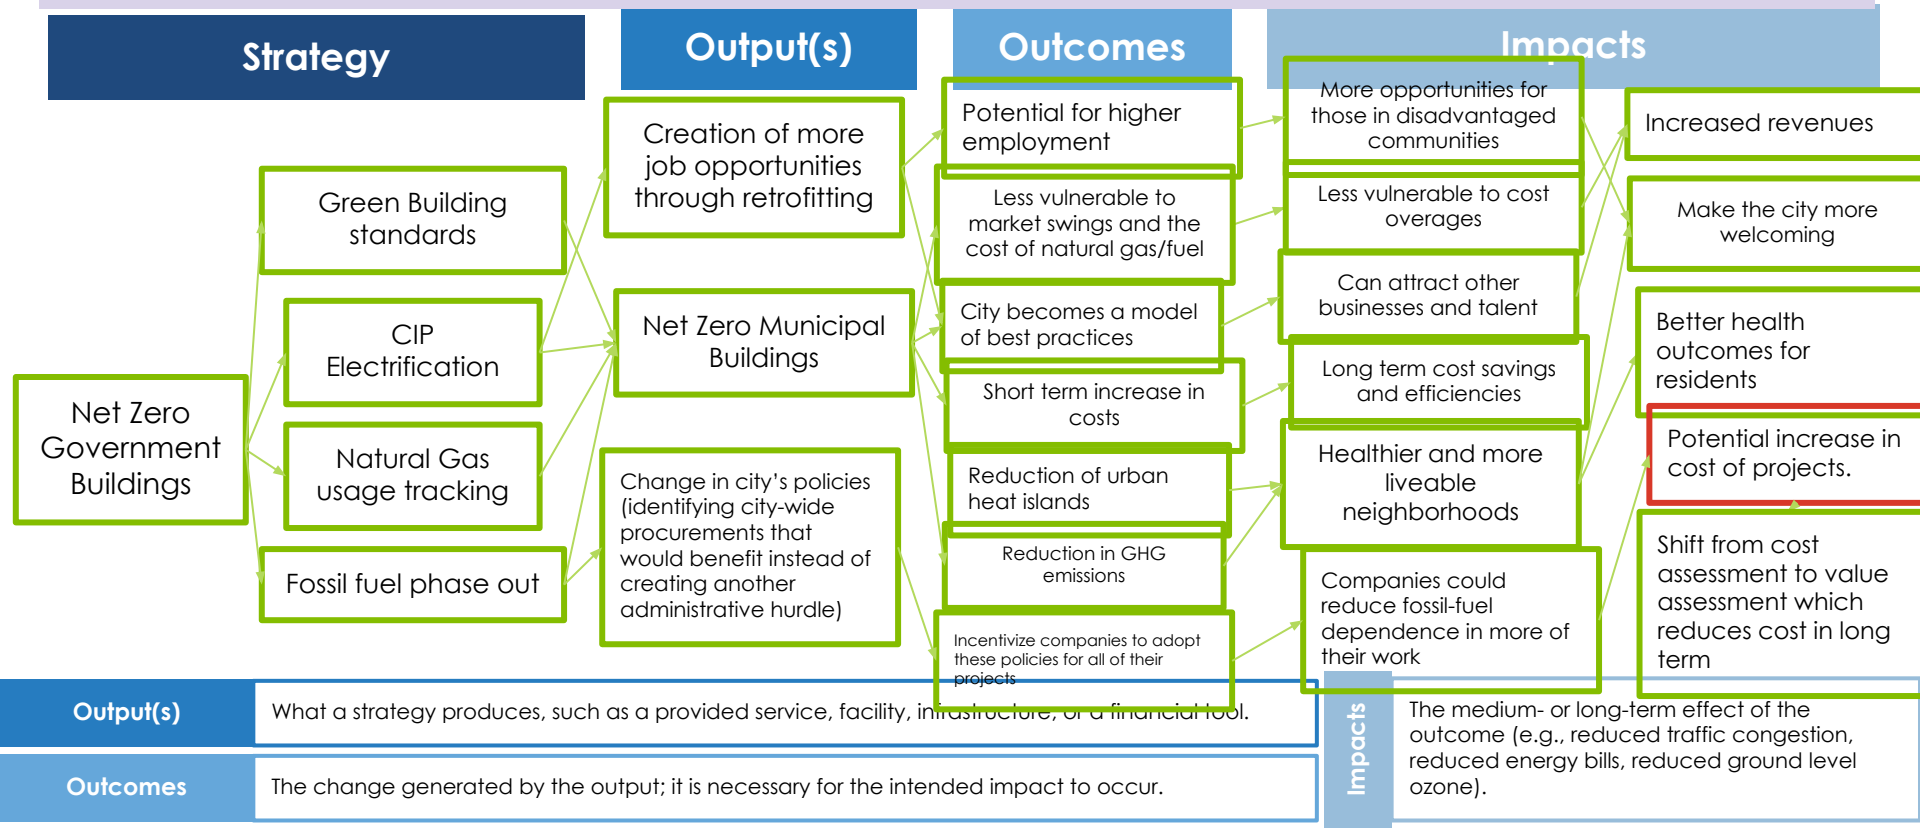 Strategy
Output(s)
Outcomes
Impacts
Net Zero
Government
Buildings
Green Building
standards
CIP
Electrification
Natural Gas
usage tracking
Fossil fuel phase out
Creation of more
job opportunities
through retrofitting
Net Zero Municipal
Buildings
Change in city's policies
(identifying city-wide
procurements that
would benefit instead of
creating another
administrative hurdle)
Potential for higher
employment
Less vulnerable to
market swings and the
cost of natural gas/fuel
City becomes a model
of best practices
Short term increase in
costs
Reduction of urban
heat islands
Reduction in GHG
emissions
Incentivize companies to adopt
these policies for all of their
projects
More opportunities for
those in disadvantaged
communities
Less vulnerable to cost
overages
Can attract other
businesses and talent
Long term cost savings
and efficiencies
Healthier and more
liveable
neighborhoods
Companies could
reduce fossil-fuel
dependence in more of
their work
Increased revenues
Make the city more
welcoming
Better health
outcomes for
residents
Potential increase in
cost of projects.
Shift from cost
assessment to value
assessment which
reduces cost in long
term
Output(s)
What a strategy produces, such as a provided service, facility, infrastructure, or a financial tool.
Outcomes
The change generated by the output; it is necessary for the intended impact to occur.
Impacts
The medium- or long-term effect of the
outcome (e.g., reduced traffic congestion,
reduced energy bills, reduced ground level
ozone).